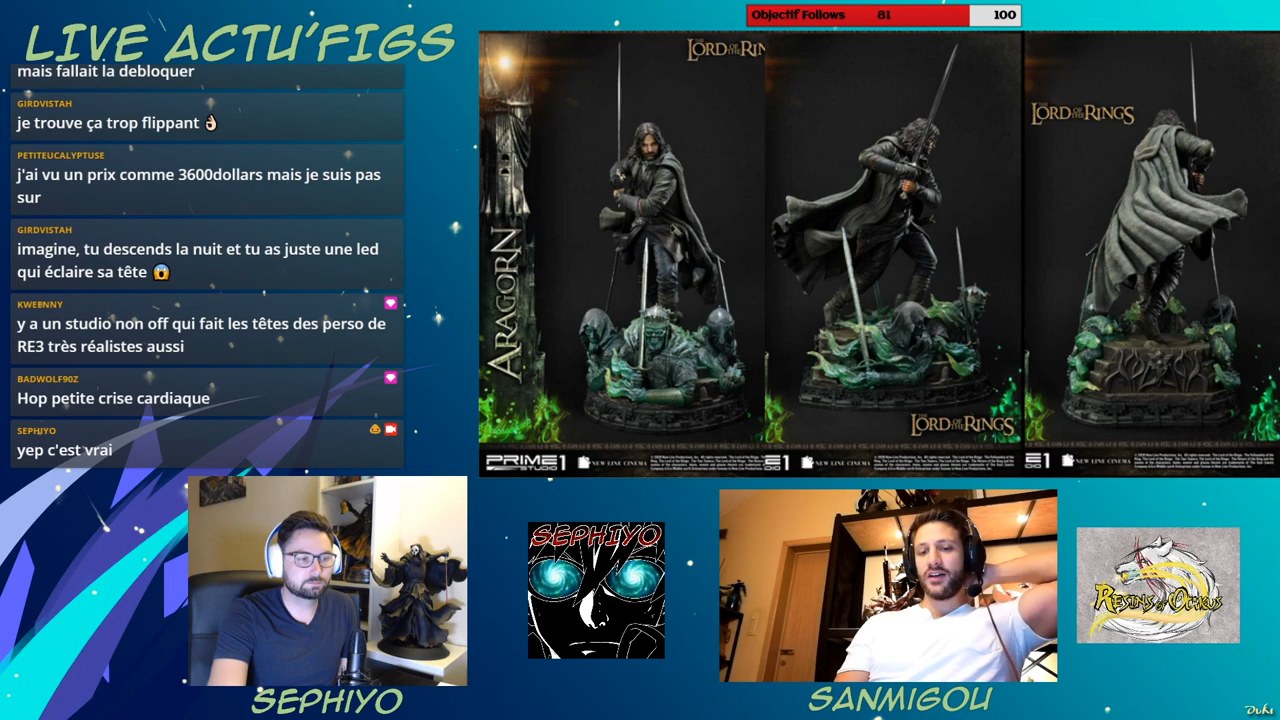 LIVE ACTU'FIGS
Objectif Follows 81 100
mais fallait la debloquer
GIRDVISTAH
je trouve ça trop flippant 👌🏻
PETITEUCALYPTUSE
j'ai vu un prix comme 3600dollars mais je suis pas
sur
GIRDVISTAH
imagine, tu descends la nuit et tu as juste une led
qui éclaire sa tête 😱
KWEENNY
y a un studio non off qui fait les têtes des perso de
RE3 très réalistes aussi
BADWOLF90Z
Hop petite crise cardiaque
SEPHIYO
yep c'est vrai
THE LORD OF THE RIN
ARAGORN
PRIME 1
STUDIO
NEW LINE CINEMA
THE LORD OF THE RINGS
E1
NEW LINE CINEMA
THE LORD OF THE RINGS
E1
NEW LINE CINEMA
SEPHIYO
RESINS OF
SEPHIYO
SANMIGOU